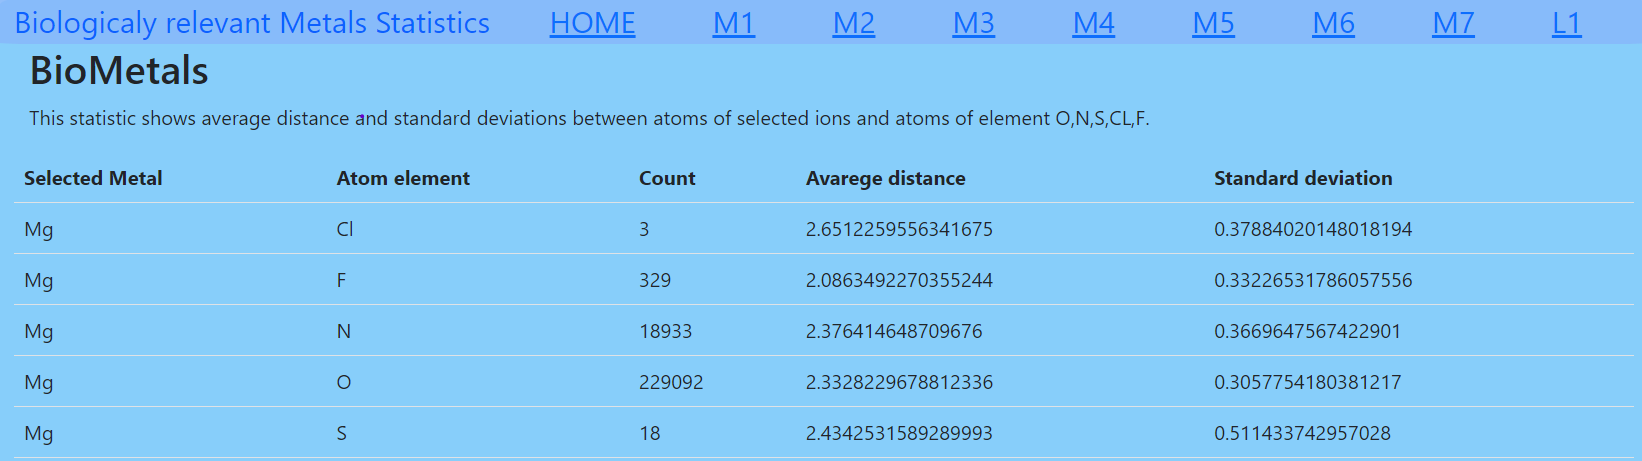 Biologicaly relevant Metals Statistics HOME M1 M2 M3 M4 M5 M6 M7 L1
BioMetals
This statistic shows average distance and standard deviations between atoms of selected ions and atoms of element O,N,S,CL,F.
Selected Metal Atom element Count Avarege distance Standard deviation
Mg Cl 3 2.6512259556341675 0.37884020148018194
Mg F 329 2.0863492270355244 0.33226531786057556
Mg N 18933 2.376414648709676 0.3669647567422901
Mg O 229092 2.3328229678812336 0.3057754180381217
Mg S 18 2.4342531589289993 0.511433742957028